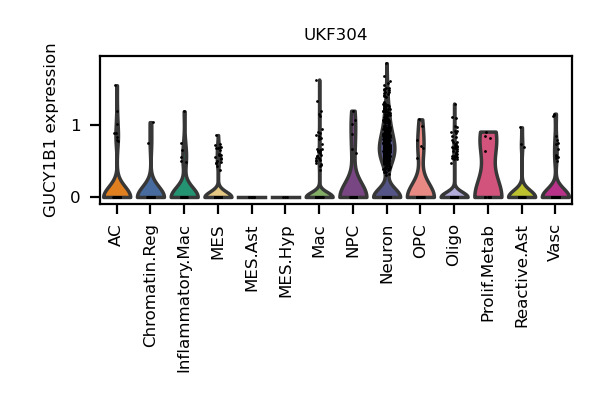 UKF304
GUCY1B1 expression
1
0
AC
Chromatin.Reg
Inflammatory.Mac
MES
MES.Ast
MES.Hyp
Mac
NPC
Neuron
OPC
Oligo
Prolif.Metab
Reactive.Ast
Vasc